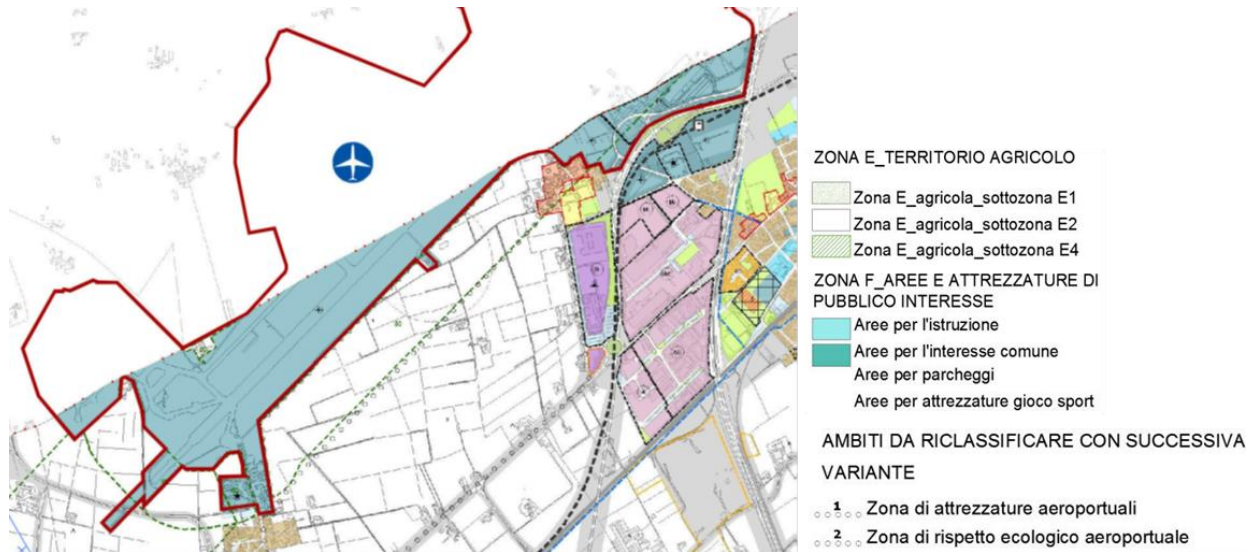 ZONA E_TERRITORIO AGRICOLO
Zona E_agricola_sottozona E1
Zona E_agricola_sottozona E2
Zona E_agricola_sottozona E4
ZONA F_AREE E ATTREZZATURE DI
PUBBLICO INTERESSE
Aree per l'istruzione
Aree per l'interesse comune
Aree per parcheggi
Aree per attrezzature gioco sport
AMBITI DA RICLASSIFICARE CON SUCCESSIVA
VARIANTE
1 Zona di attrezzature aeroportuali
2 Zona di rispetto ecologico aeroportuale